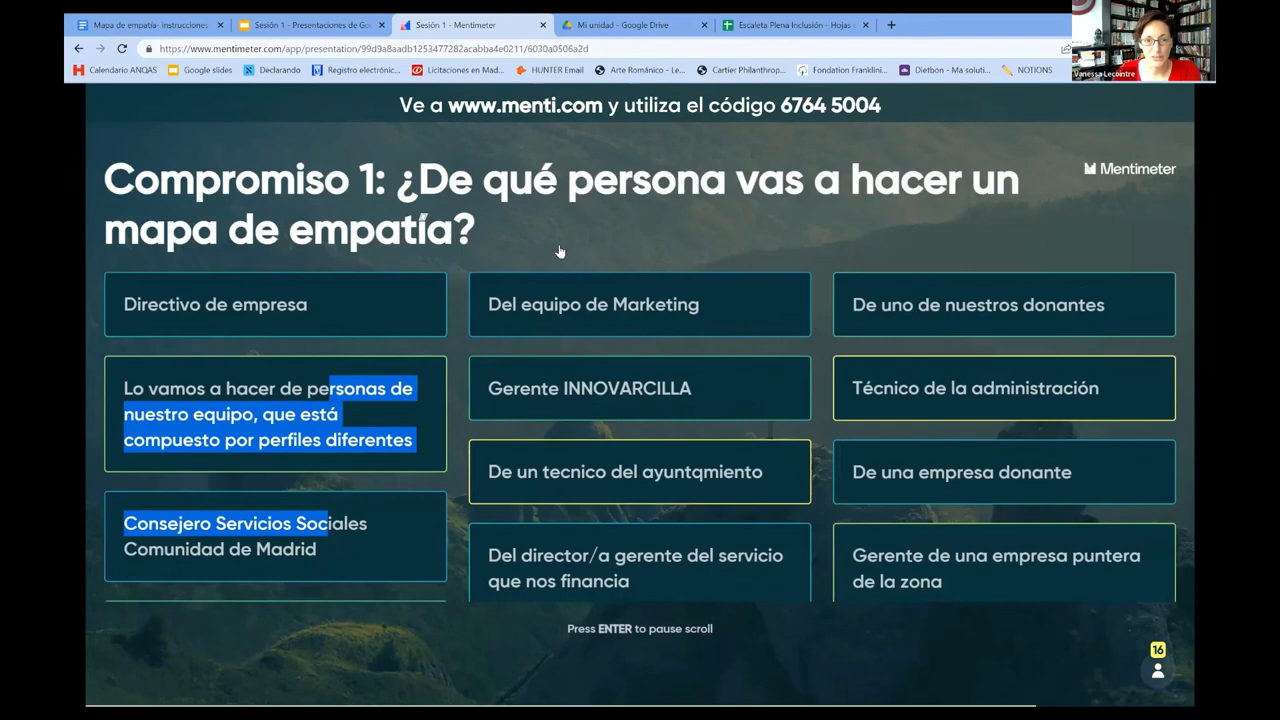 Mapa de empatía- instrucciones
Sesión 1 - Presentaciones de Go
Sesión 1 - Mentimeter
Mi unidad - Google Drive
Escaleta Plena Inclusión - Hojas
https://www.mentimeter.com/app/presentation/99d9a8aadb1253477282acabba4e0211/6030a0506a2d
Calendario ANQAS
Google slides
Declarando
Registro electrónic...
Licitaciones en Mad...
HUNTER Email
Arte Románico - Le...
Cartier Philanthrop...
Fondation Franklini...
Dietbon - Ma soluti...
NOTIONS
Vanessa Lecointre
Ve a www.menti.com y utiliza el código 6764 5004
Compromiso 1: ¿De qué persona vas a hacer un
mapa de empatía?
Mentimeter
Directivo de empresa
Lo vamos a hacer de personas de
nuestro equipo, que está
compuesto por perfiles diferentes
Consejero Servicios Sociales
Comunidad de Madrid
Del equipo de Marketing
Gerente INNOVARCILLA
De un tecnico del ayuntqmiento
Del director/a gerente del servicio
que nos financia
De uno de nuestros donantes
Técnico de la administración
De una empresa donante
Gerente de una empresa puntera
de la zona
Press ENTER to pause scroll
16